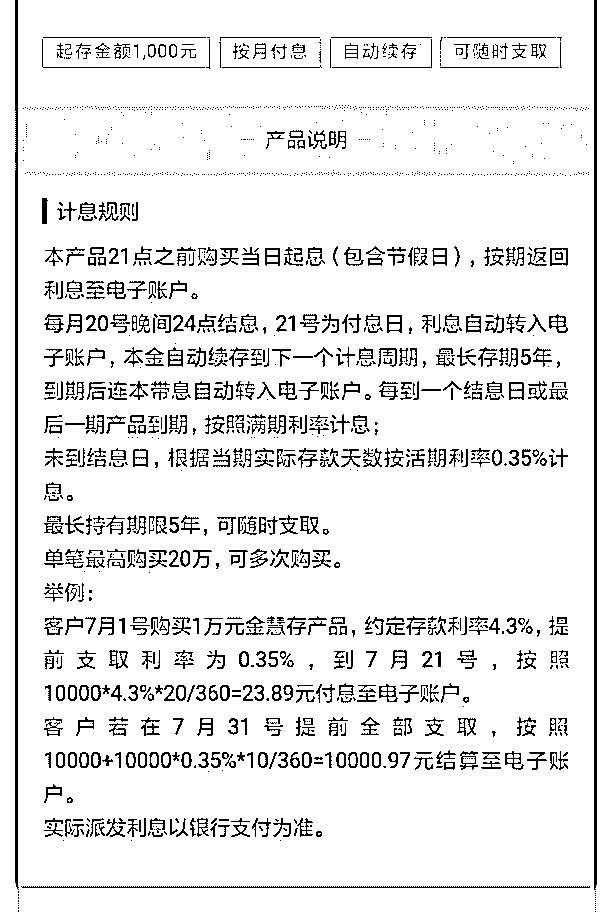 起存金额1,000元 按月付息 自动续存 可随时支取
产品说明
计息规则
本产品21点之前购买当日起息（包含节假日），按期返回
利息至电子账户。
每月20号晚间24点结息，21号为付息日，利息自动转入电
子账户，本金自动续存到下一个计息周期，最长存期5年，
到期后连本带息自动转入电子账户。每到一个结息日或最
后一期产品到期，按照满期利率计息；
未到结息日，根据当期实际存款天数按活期利率0.35%计
息。
最长持有期限5年，可随时支取。
单笔最高购买20万，可多次购买。
举例：
客户7月1号购买1万元金慧存产品，约定存款利率4.3%，提
前支取利率为0.35%，到7月21号，按照
10000*4.3%*20/360=23.89元付息至电子账户。
客户若在7月31号提前全部支取，按照
10000+10000*0.35%*10/360=10000.97元结算至电子账
户。
实际派发利息以银行支付为准。